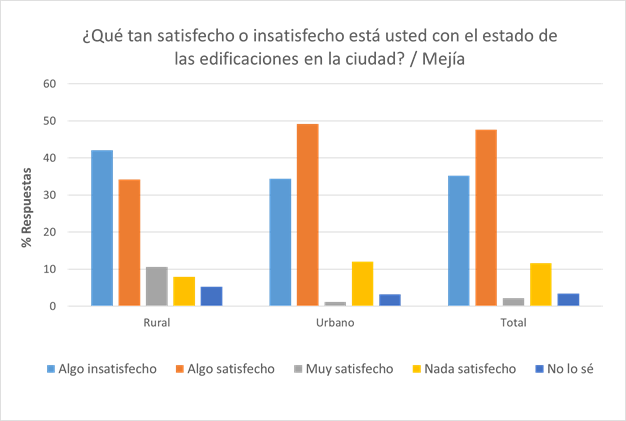 ¿Qué tan satisfecho o insatisfecho está usted con el estado de
las edificaciones en la ciudad? / Mejía
60
50
40
30
20
10
0
% Respuestas
Rural
Urbano
Total
Algo insatisfecho
Algo satisfecho
Muy satisfecho
Nada satisfecho
No lo sé